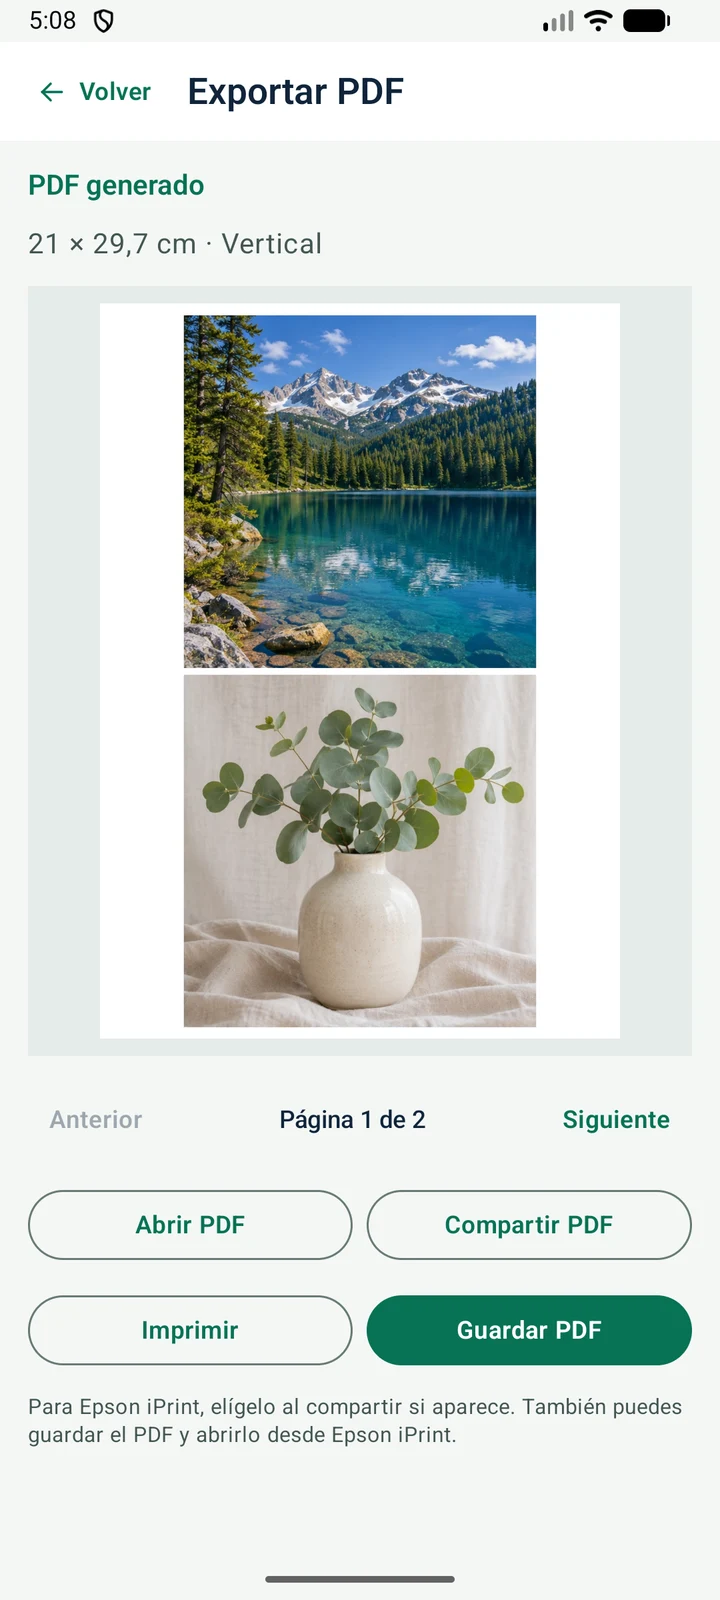 5:08
Volver
Exportar PDF
PDF generado
21 × 29,7 cm · Vertical
Anterior
Página 1 de 2
Siguiente
Abrir PDF
Compartir PDF
Imprimir
Guardar PDF
Para Epson iPrint, elígelo al compartir si aparece. También puedes
guardar el PDF y abrirlo desde Epson iPrint.